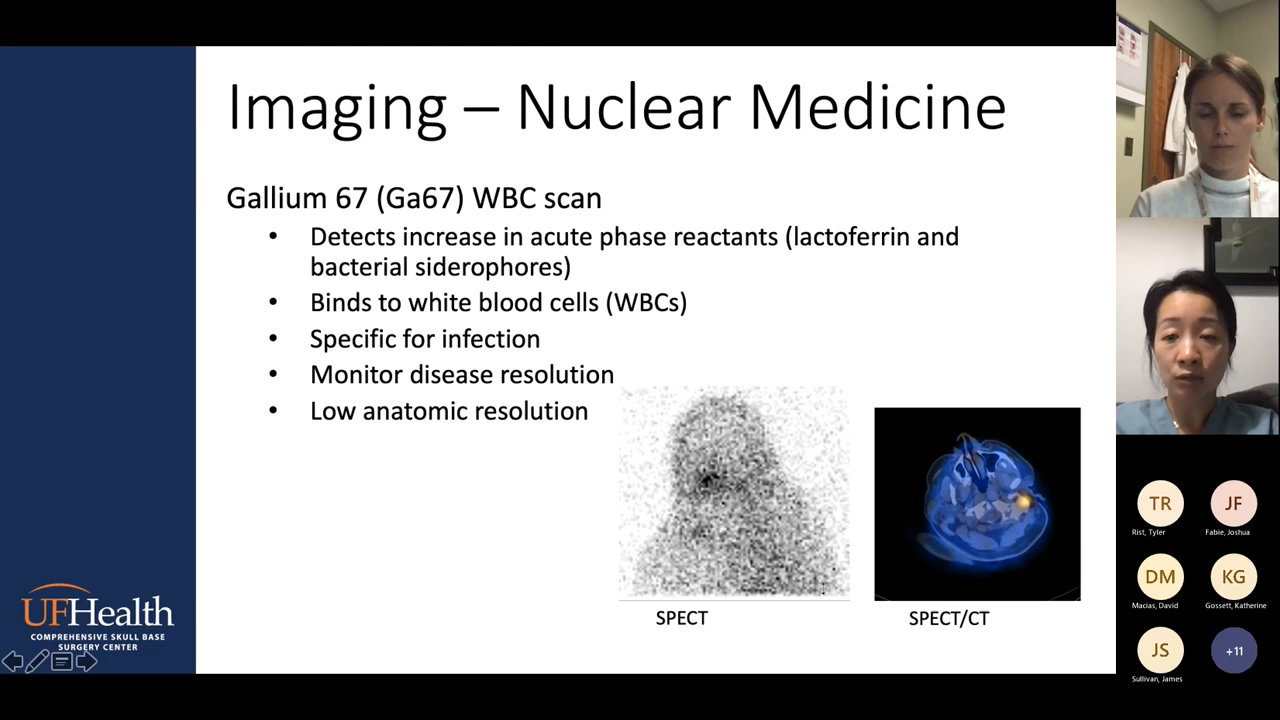 Imaging – Nuclear Medicine
Gallium 67 (Ga67) WBC scan
• Detects increase in acute phase reactants (lactoferrin and
bacterial siderophores)
• Binds to white blood cells (WBCs)
• Specific for infection
• Monitor disease resolution
• Low anatomic resolution
SPECT
SPECT/CT
UFHealth
COMPREHENSIVE SKULL BASE
SURGERY CENTER
TR
Rist, Tyler
JF
Fabie, Joshua
DM
Macias, David
KG
Gossett, Katherine
JS
Sullivan, James
+11